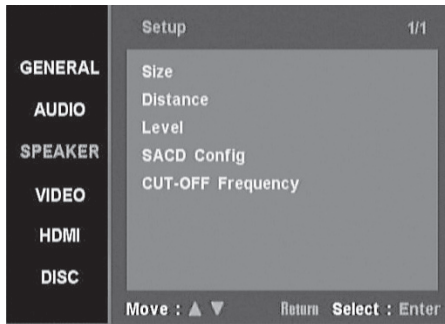 Setup 1/1
GENERAL
AUDIO
SPEAKER
VIDEO
HDMI
DISC
Size
Distance
Level
SACD Config
CUT-OFF Frequency
Move : ▲ ▼ Return Select : Enter